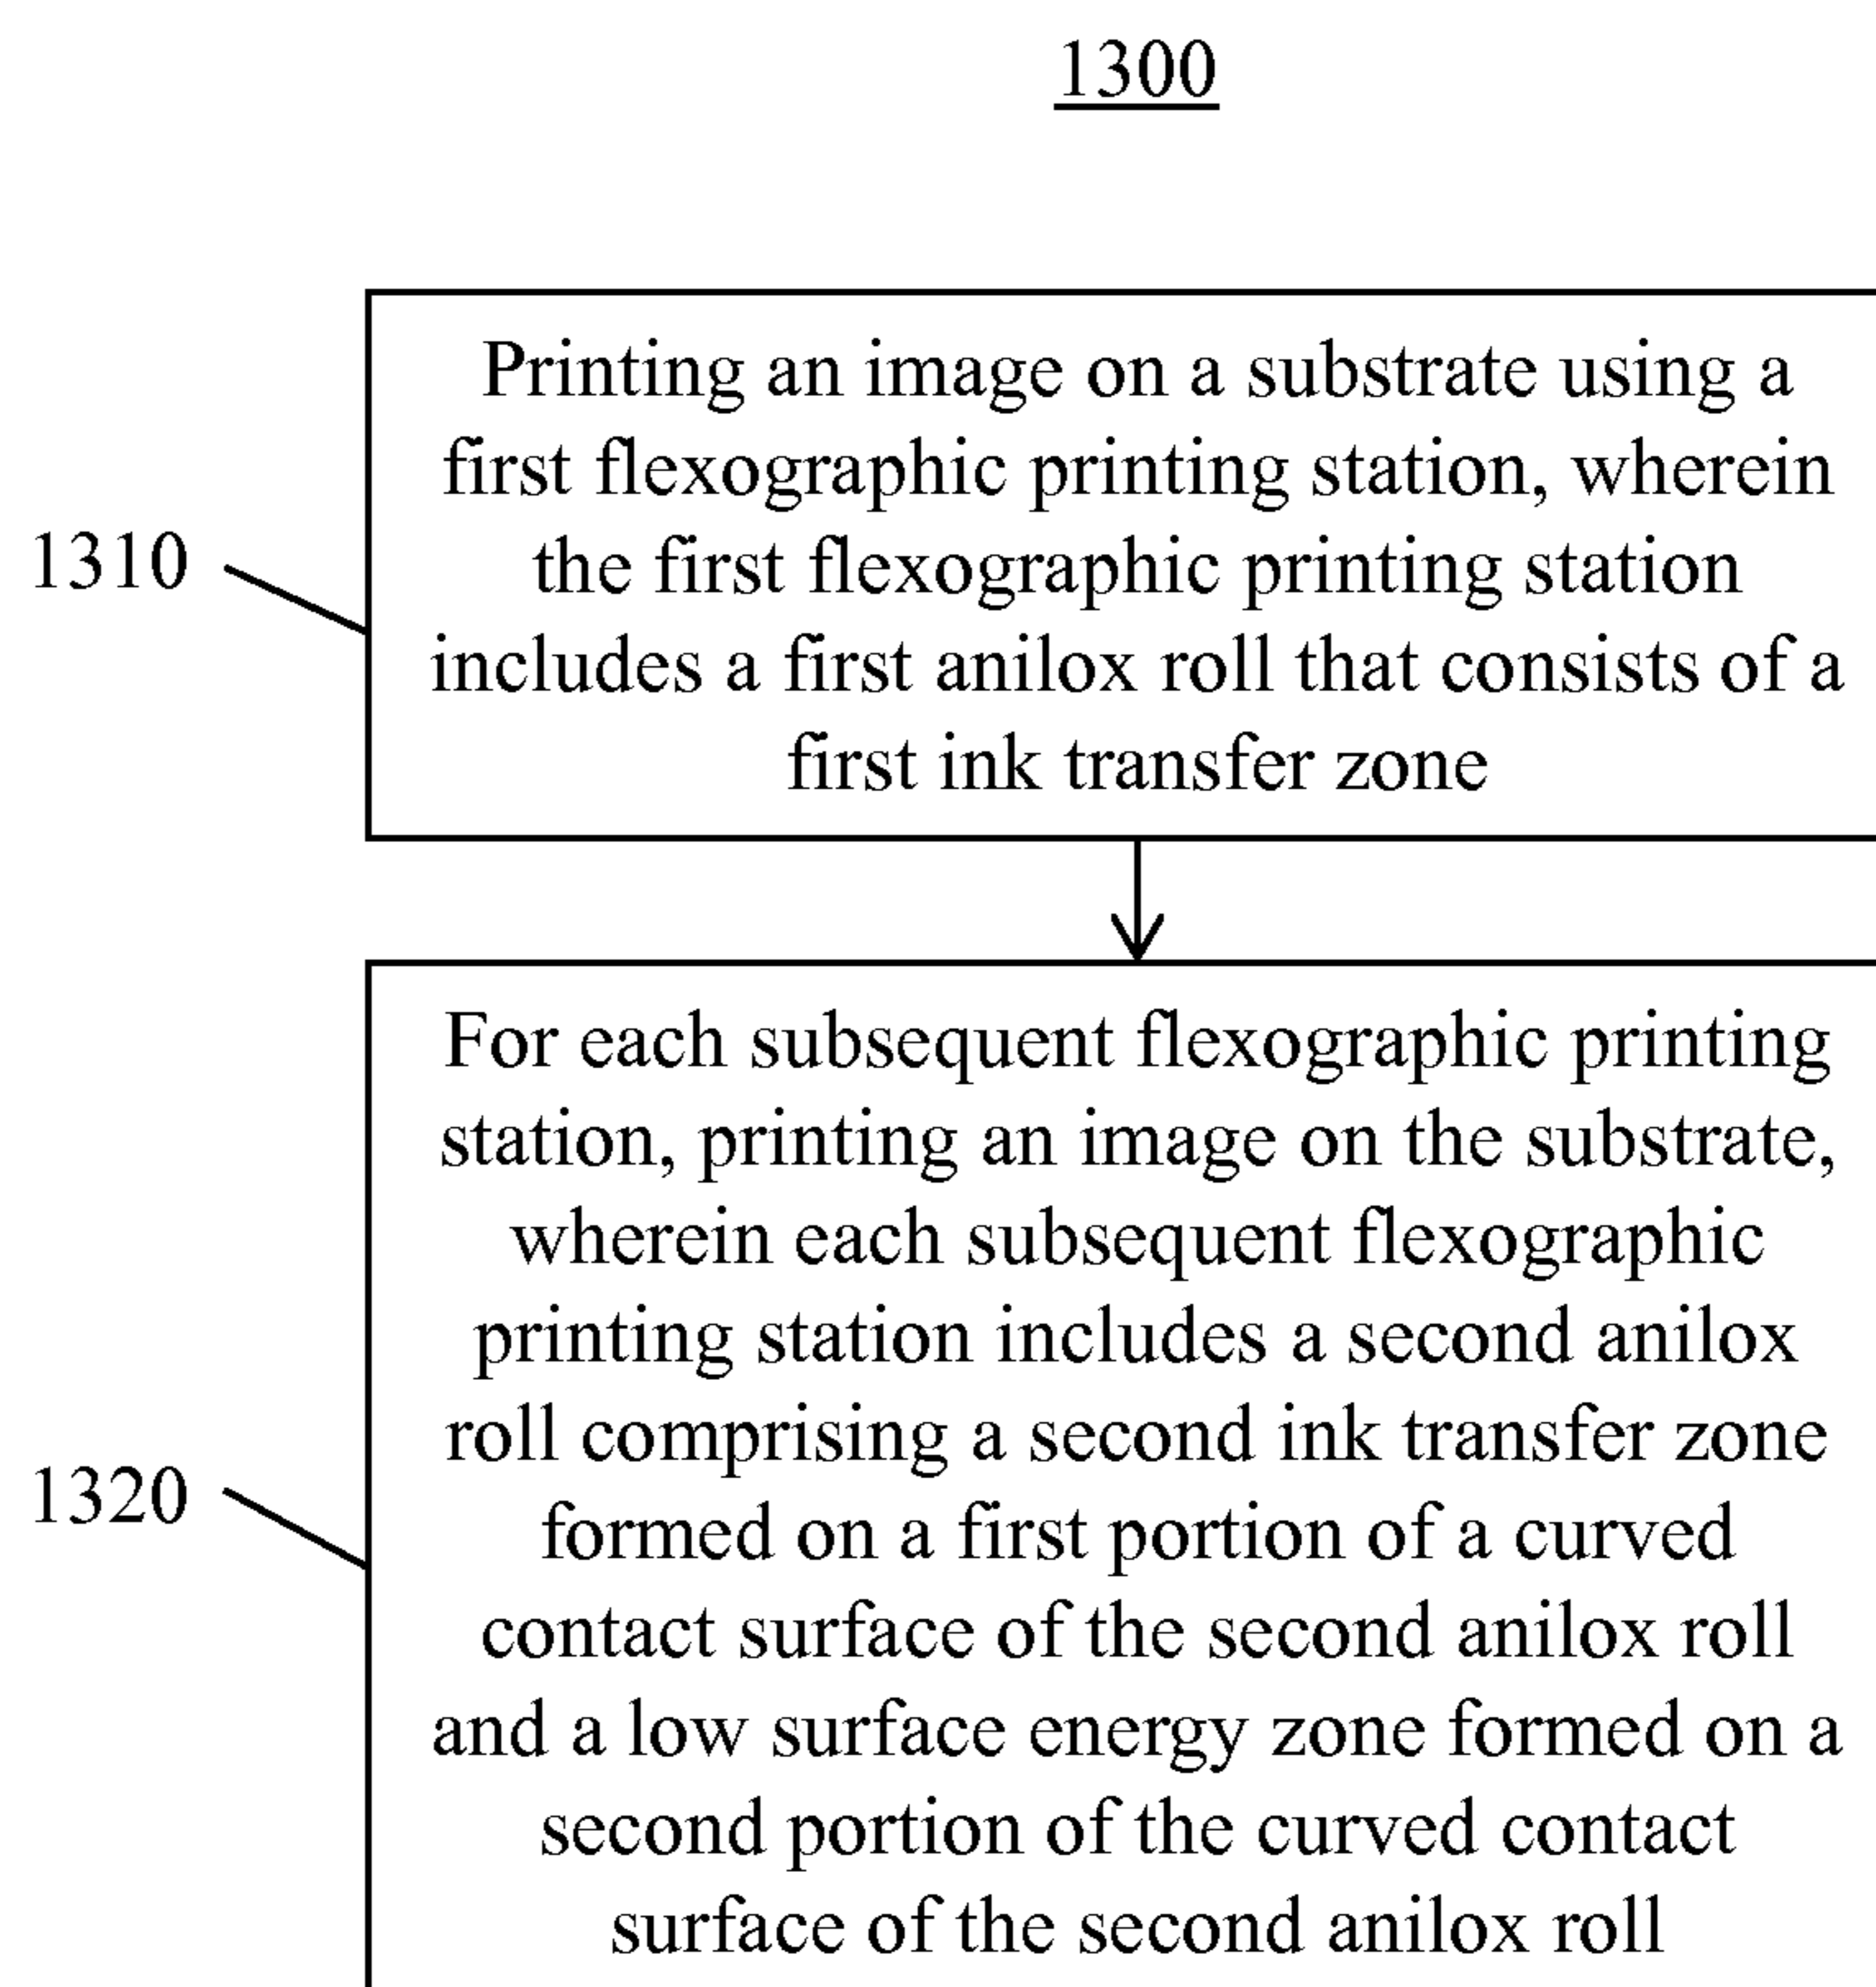 1300
Printing an image on a substrate using a
first flexographic printing station, wherein
the first flexographic printing station
includes a first anilox roll that consists of a
first ink transfer zone
1310
For each subsequent flexographic printing
station, printing an image on the substrate,
wherein each subsequent flexographic
printing station includes a second anilox
roll comprising a second ink transfer zone
formed on a first portion of a curved
contact surface of the second anilox roll
and a low surface energy zone formed on a
second portion of the curved contact
surface of the second anilox roll
1320